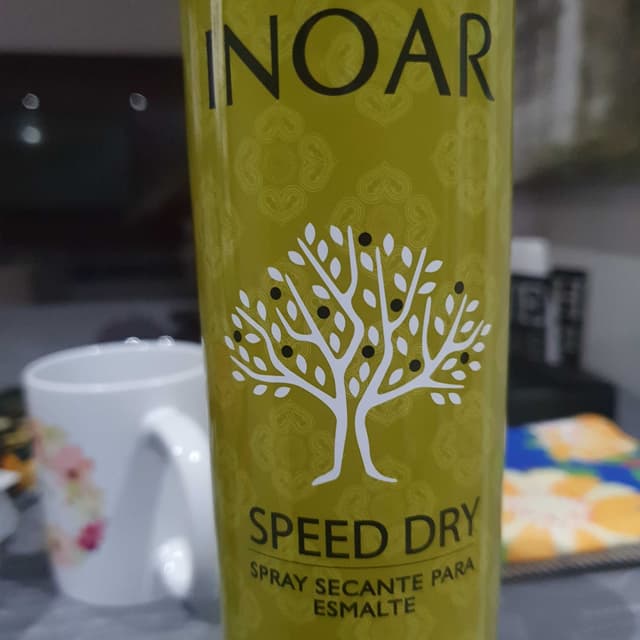 INOAR
SPEED DRY
SPRAY SECANTE PARA
ESMALTE